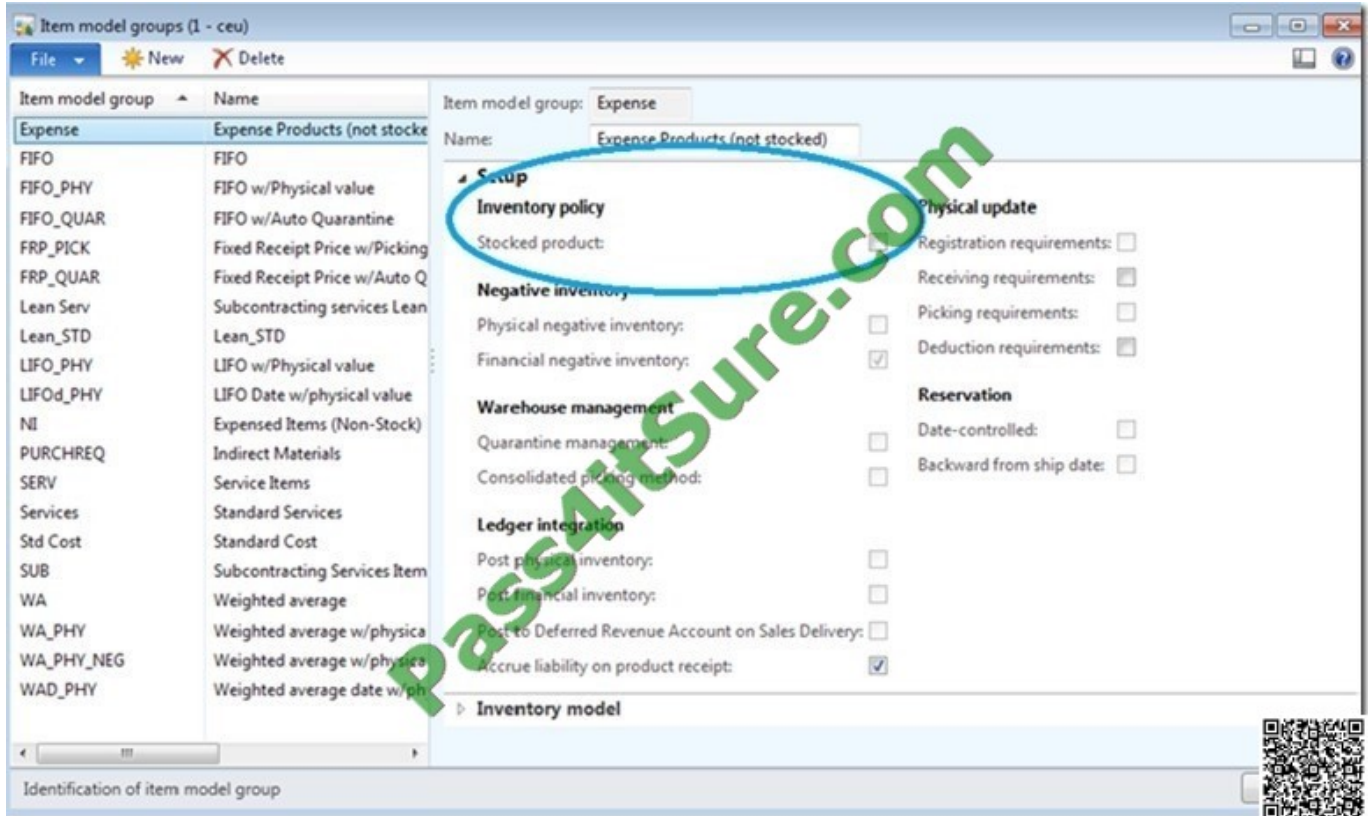 Item model groups (1 - ceu)
File New Delete
Item model group Name
Expense Expense Products (not stocke
FIFO FIFO
FIFO_PHY FIFO w/Physical value
FIFO_QUAR FIFO w/Auto Quarantine
FRP_PICK Fixed Receipt Price w/Picking
FRP_QUAR Fixed Receipt Price w/Auto Q
Lean Serv Subcontracting services Lean
Lean_STD Lean_STD
LIFO_PHY LIFO w/Physical value
LIFOd_PHY LIFO Date w/physical value
NI Expensed Items (Non-Stock)
PURCHREQ Indirect Materials
SERV Service Items
Services Standard Services
Std Cost Standard Cost
SUB Subcontracting Services Item
WA Weighted average
WA_PHY Weighted average w/physica
WA_PHY_NEG Weighted average w/physica
WAD_PHY Weighted average date w/ph
Item model group: Expense
Name: Expense Products (not stocked)
Setup
Inventory policy
Stocked product:
Negative inventory
Physical negative inventory:
Financial negative inventory:
Warehouse management
Quarantine management:
Consolidated picking method:
Ledger integration
Post physical inventory:
Post financial inventory:
Post to Deferred Revenue Account on Sales Delivery:
Accrue liability on product receipt:
Physical update
Registration requirements:
Receiving requirements:
Picking requirements:
Deduction requirements:
Reservation
Date-controlled:
Backward from ship date:
Inventory model
Identification of item model group
Pass4itSure.com